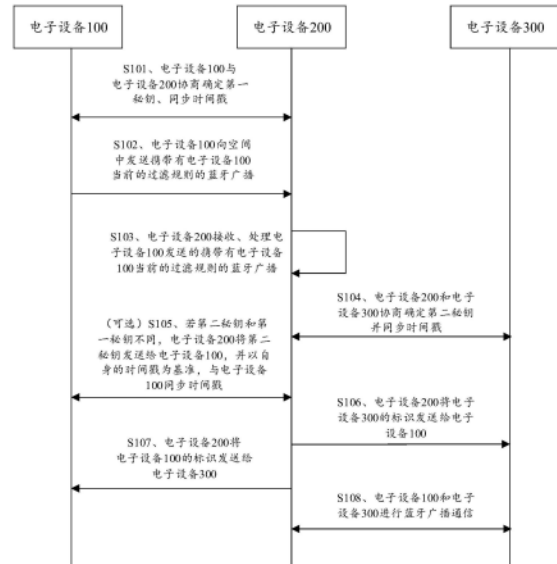 电子设备100
电子设备200
电子设备300
S101、电子设备100与
电子设备200协商确定第一
秘钥、同步时间戳
S102、电子设备100向空间
中发送携带有电子设备100
当前的过滤规则的蓝牙广播
S103、电子设备200接收、处理电
子设备100发送的携带有电子设备
100当前的过滤规则的蓝牙广播
S104、电子设备200和电
子设备300协商确定第二秘钥
并同步时间戳
（可选）S105、若第二秘钥和第
一秘钥不同，电子设备200将第二
秘钥发送给电子设备100，并以自
身的时间戳为基准，与电子设备
100同步时间戳
S106、电子设备200将电子
设备300的标识发送给电子
设备100
S107、电子设备200将
电子设备100的标识发送给
电子设备300
S108、电子设备100和电子
设备300进行蓝牙广播通信